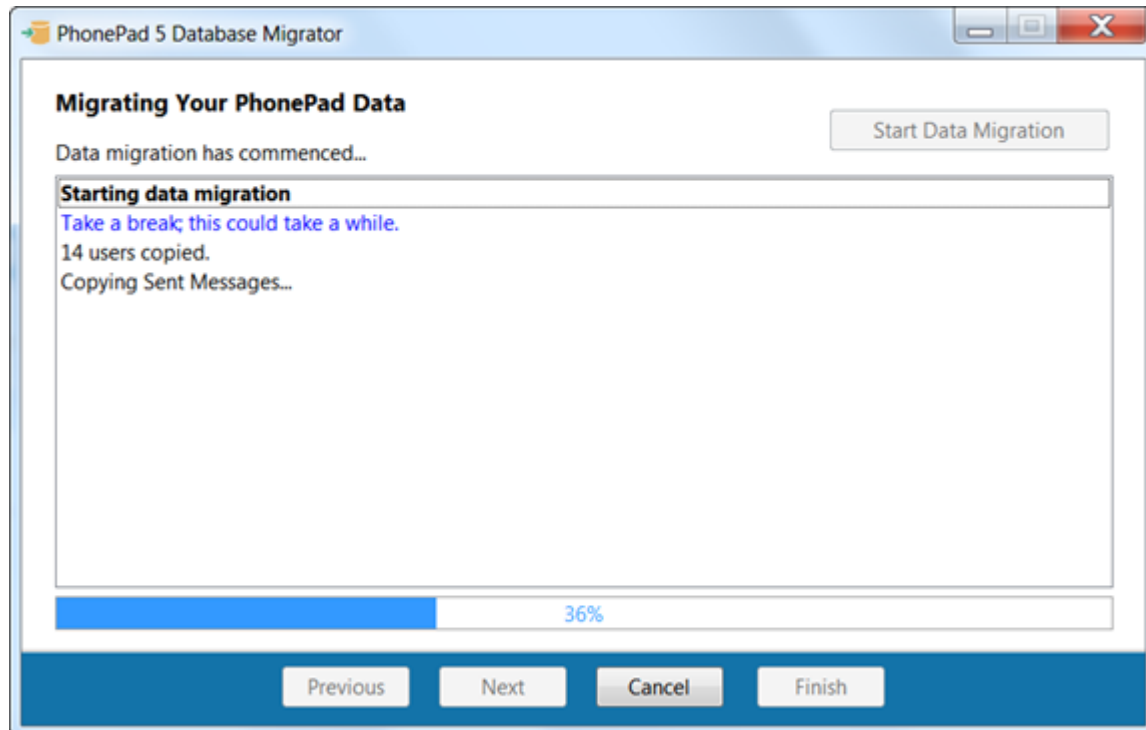 PhonePad 5 Database Migrator
Migrating Your PhonePad Data
Start Data Migration
Data migration has commenced...
Starting data migration
Take a break; this could take a while.
14 users copied.
Copying Sent Messages...
36%
Previous
Next
Cancel
Finish